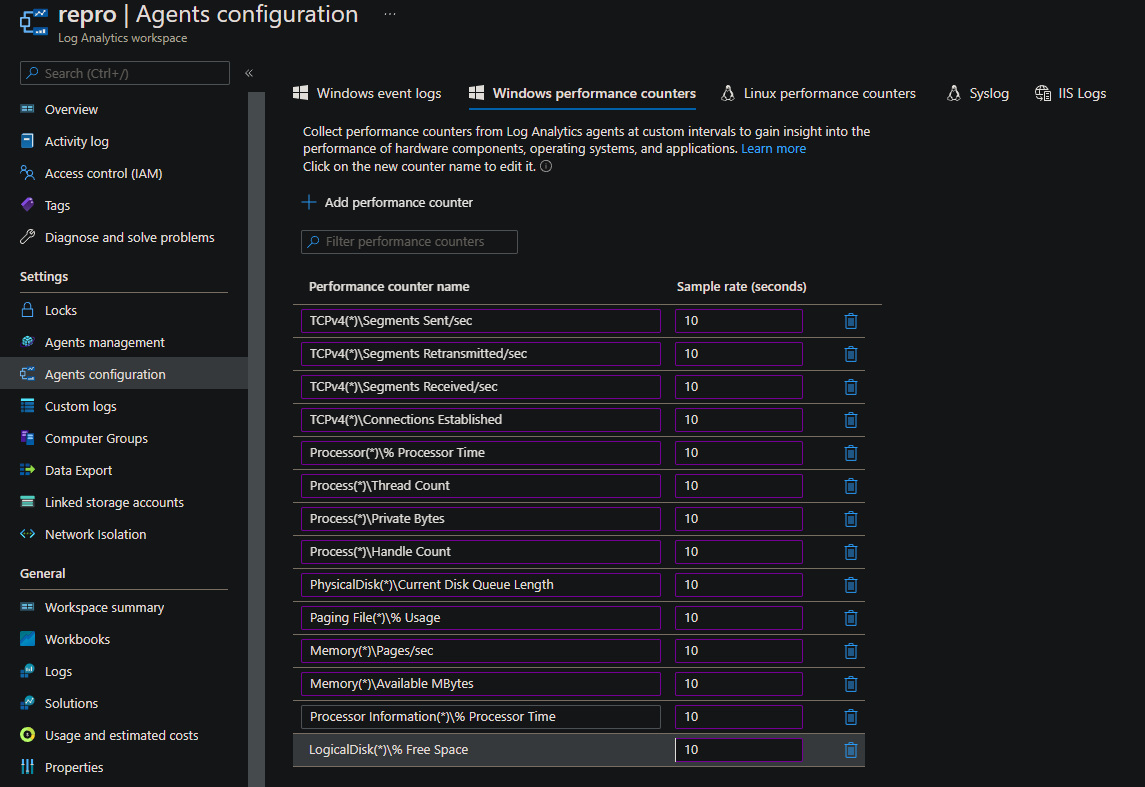 repro | Agents configuration ...
Log Analytics workspace
Search (Ctrl+/)
«
Overview
Activity log
Access control (IAM)
Tags
Diagnose and solve problems
Settings
Locks
Agents management
Agents configuration
Custom logs
Computer Groups
Data Export
Linked storage accounts
Network Isolation
General
Workspace summary
Workbooks
Logs
Solutions
Usage and estimated costs
Properties
Windows event logs Windows performance counters Linux performance counters Syslog IIS Logs
Collect performance counters from Log Analytics agents at custom intervals to gain insight into the
performance of hardware components, operating systems, and applications. Learn more
Click on the new counter name to edit it.
Add performance counter
Filter performance counters
Performance counter name Sample rate (seconds)
TCPv4(*)\Segments Sent/sec 10
TCPv4(*)\Segments Retransmitted/sec 10
TCPv4(*)\Segments Received/sec 10
TCPv4(*)\Connections Established 10
Processor(*)\% Processor Time 10
Process(*)\Thread Count 10
Process(*)\Private Bytes 10
Process(*)\Handle Count 10
PhysicalDisk(*)\Current Disk Queue Length 10
Paging File(*)\% Usage 10
Memory(*)\Pages/sec 10
Memory(*)\Available MBytes 10
Processor Information(*)\% Processor Time 10
LogicalDisk(*)\% Free Space 10